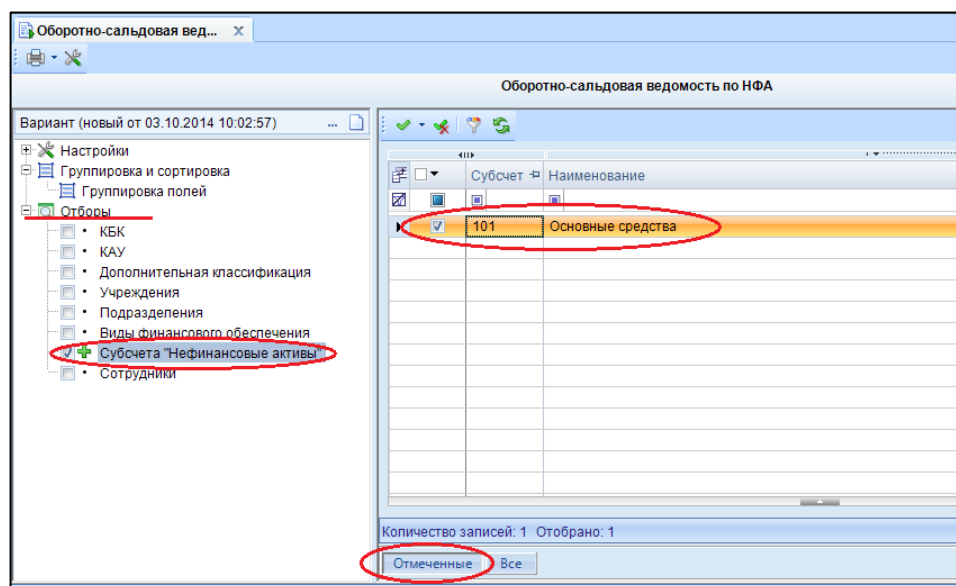 Оборотно-сальдовая вед... x
Оборотно-сальдовая ведомость по НФА
Вариант (новый от 03.10.2014 10:02:57) ...
Настройки
Группировка и сортировка
Группировка полей
Отборы
КБК
КАУ
Дополнительная классификация
Учреждения
Подразделения
Виды финансового обеспечения
Субсчета "Нефинансовые активы"
Сотрудники
Субсчет Наименование
101 Основные средства
Количество записей: 1 Отобрано: 1
Отмеченные Все